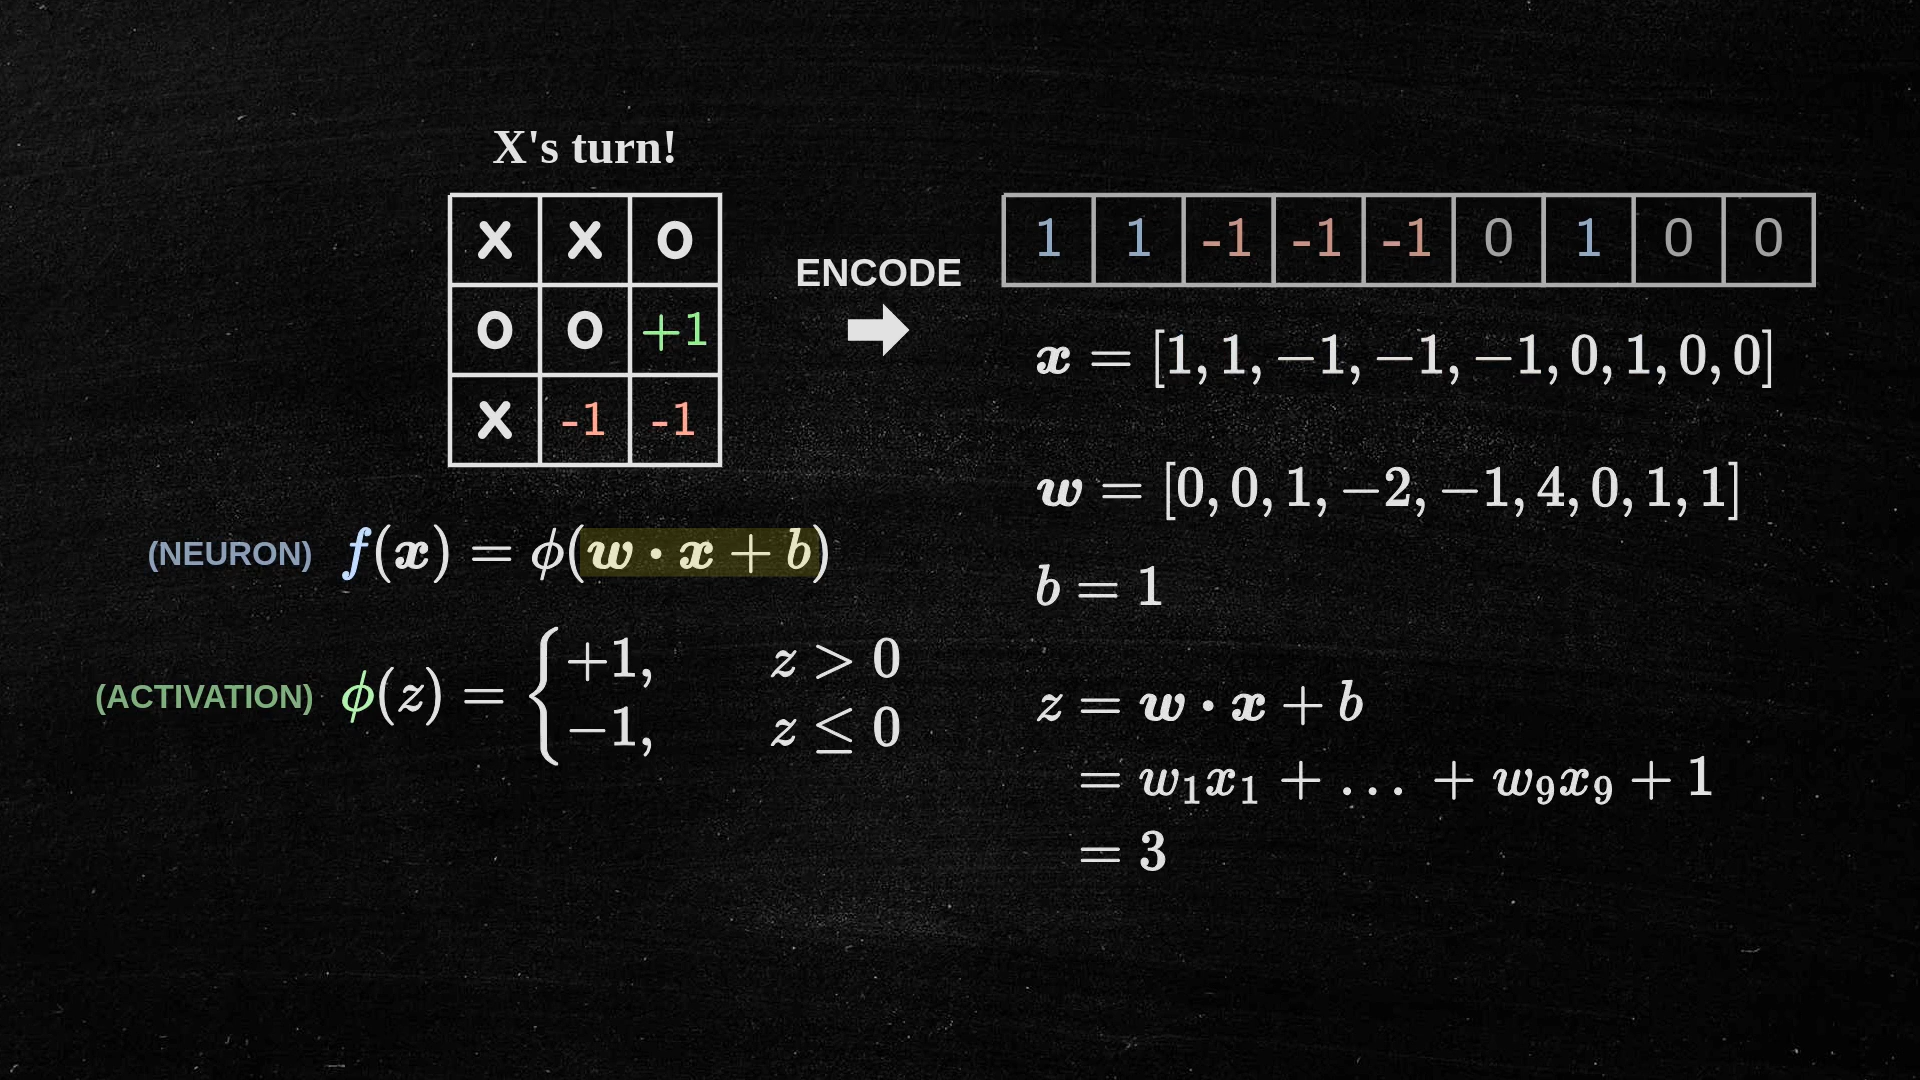 X's turn!
X X O
O O +1
X -1 -1
ENCODE
1 1 -1 -1 -1 0 1 0 0
x = [1, 1, −1, −1, −1, 0, 1, 0, 0]
w = [0, 0, 1, −2, −1, 4, 0, 1, 1]
b = 1
z = w · x + b
= w₁x₁ + … + w₉x₉ + 1
= 3
(NEURON) f(x) = ϕ(w · x + b)
(ACTIVATION) ϕ(z) = {
+1, z > 0
−1, z ≤ 0